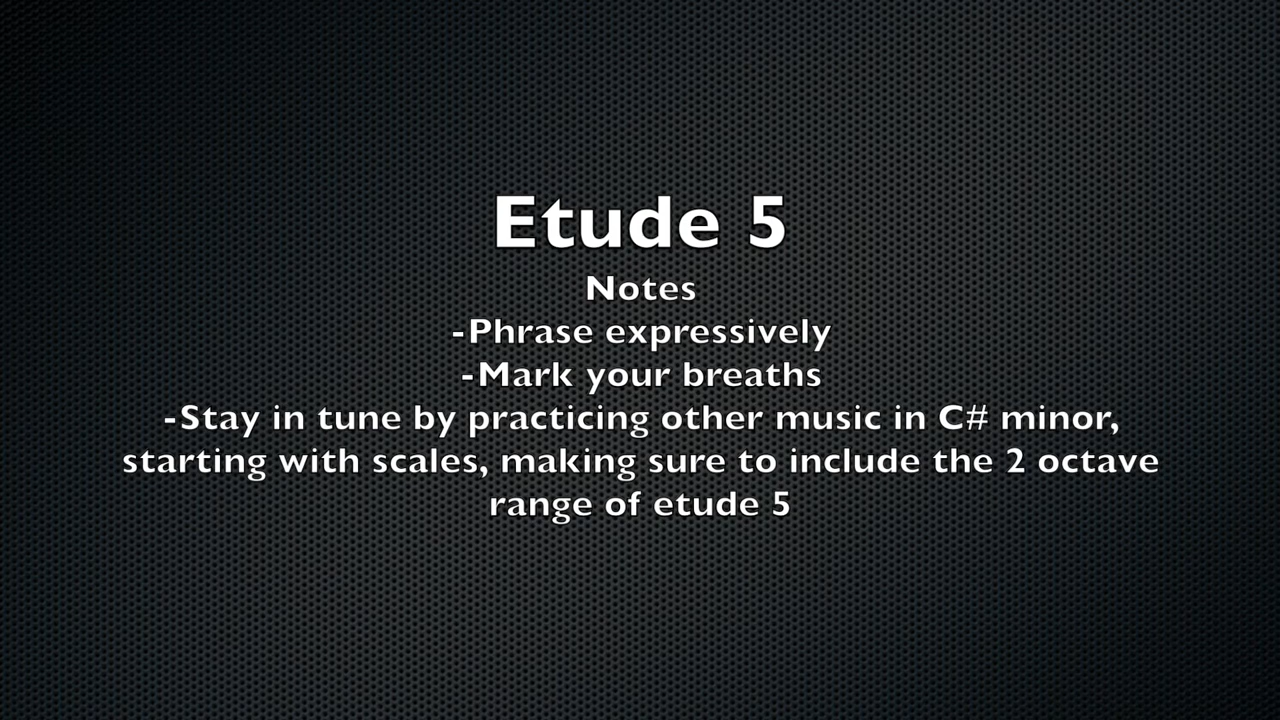 Etude 5
Notes
-Phrase expressively
-Mark your breaths
-Stay in tune by practicing other music in C# minor,
starting with scales, making sure to include the 2 octave
range of etude 5